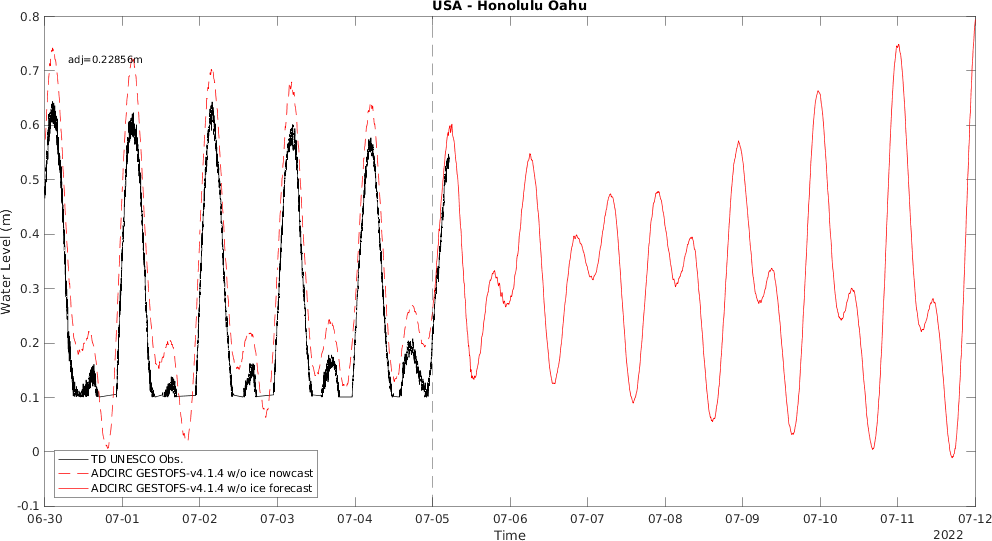 USA - Honolulu Oahu
adj=0.22856m
0.8
0.7
0.6
0.5
0.4
0.3
0.2
0.1
0
-0.1
Water Level (m)
TD UNESCO Obs.
ADCIRC GESTOFS-v4.1.4 w/o ice nowcast
ADCIRC GESTOFS-v4.1.4 w/o ice forecast
06-30 07-01 07-02 07-03 07-04 07-05 07-06 07-07 07-08 07-09 07-10 07-11 07-12
Time
2022